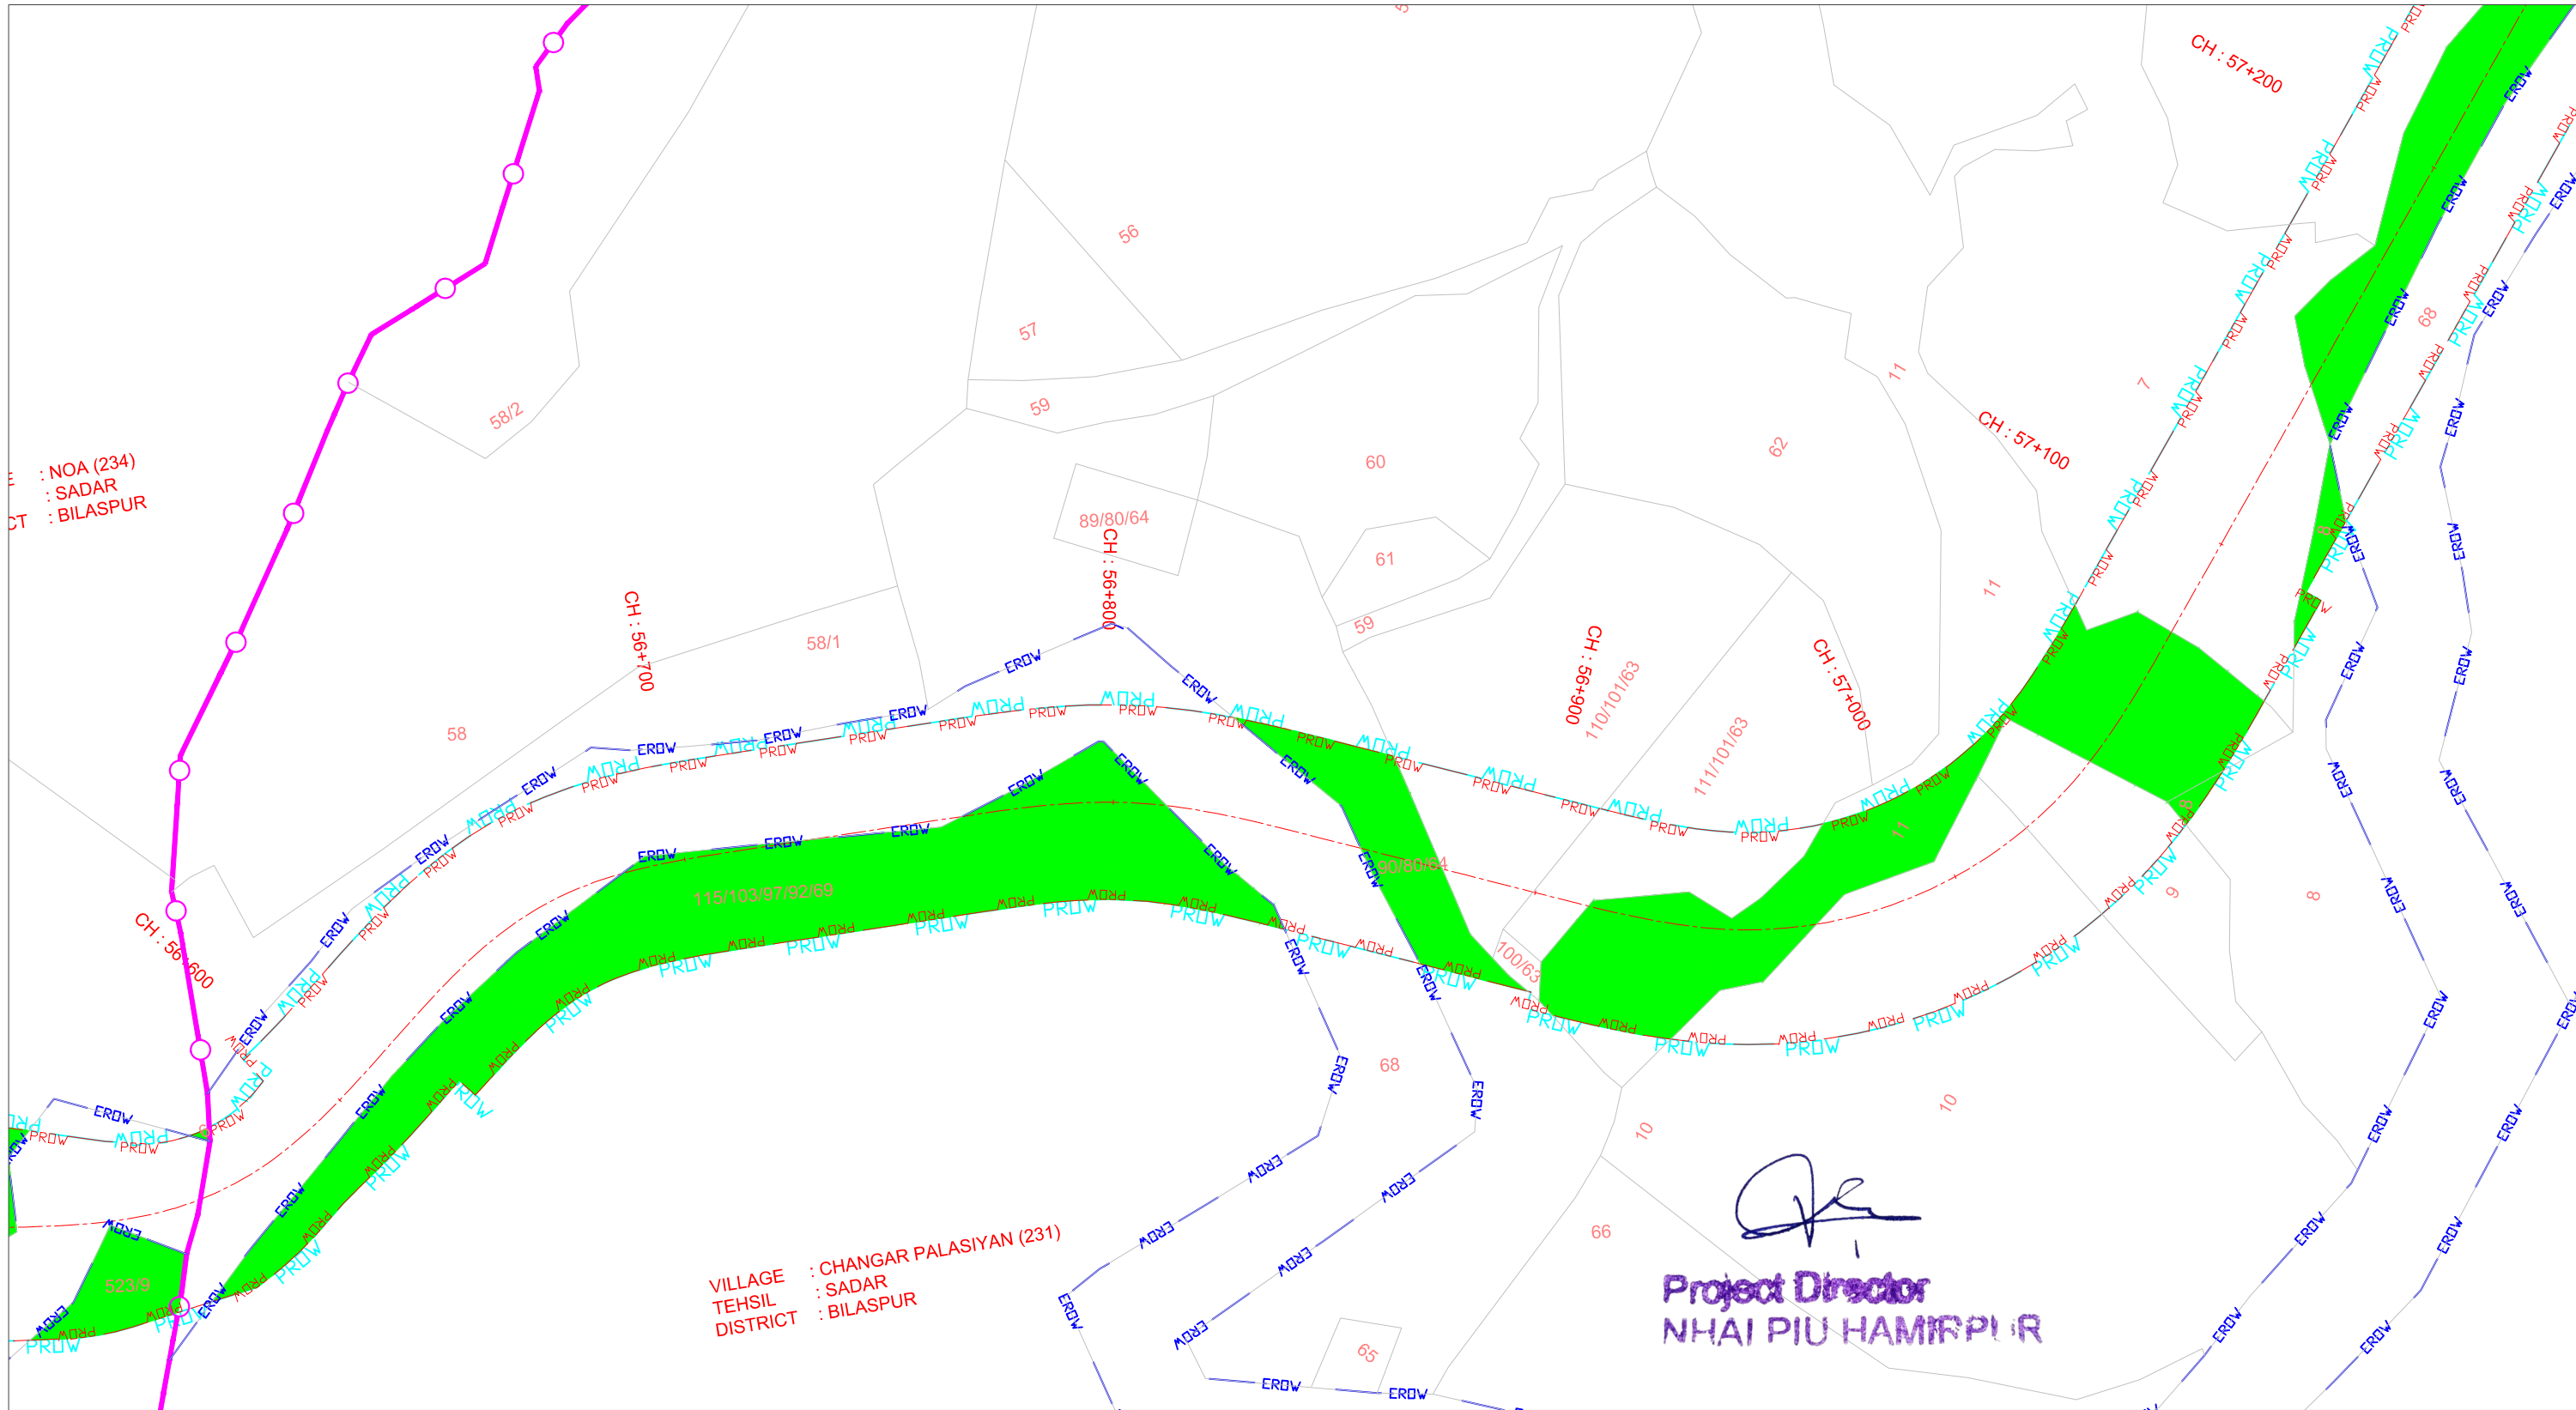 CH : 57+200
56
57
58/2
59
60
62
11
7
68
CH : 57+100
: NOA (234)
: SADAR
CT : BILASPUR
89/80/64
61
59
11
8
CH : 56+700
CH : 56+800
58/1
58
CH : 56+900
110/101/63
111/101/63
CH : 57+000
EROW
PROW
115/103/97/92/69
90/80/64
11
8
9
8
CH : 56+600
100/63
68
10
10
66
65
523/9
VILLAGE : CHANGAR PALASIYAN (231)
TEHSIL : SADAR
DISTRICT : BILASPUR
Project Director
NHAI PIU HAMIRPUR